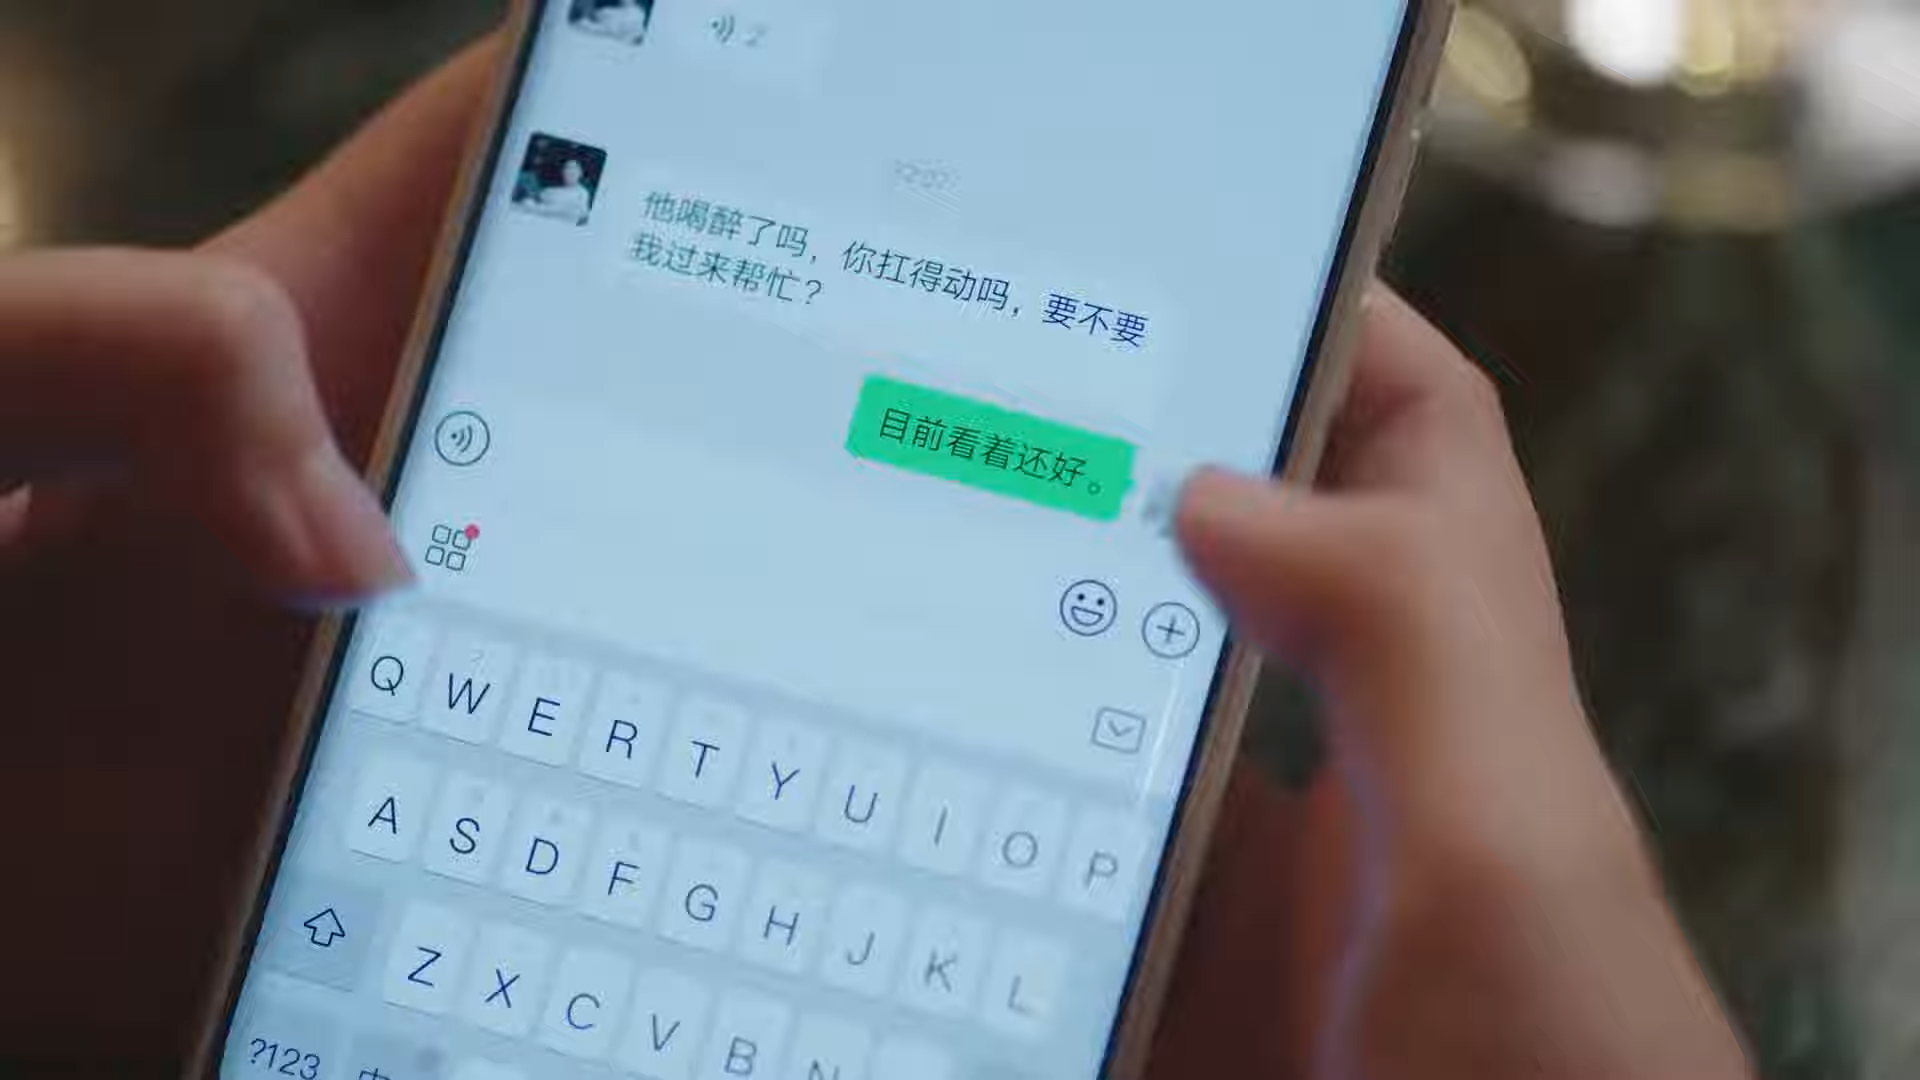 他喝醉了吗，你扛得动吗，要不要
我过来帮忙？
目前看着还好。
Q W E R T Y U I O P
A S D F G H J K L
Z X C V B N
?123